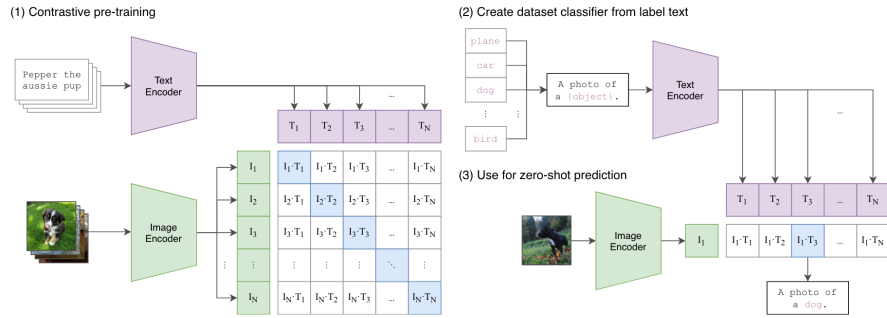 (1) Contrastive pre-training
Pepper the
aussie pup
Text
Encoder
...
T1 T2 T3 ... TN
I1 I1·T1 I1·T2 I1·T3 ... I1·TN
I2 I2·T1 I2·T2 I2·T3 ... I2·TN
I3 I3·T1 I3·T2 I3·T3 ... I3·TN
⋮ ⋮ ⋮ ⋮ ⋱ ⋮
IN IN·T1 IN·T2 IN·T3 ... IN·TN
Image
Encoder
(2) Create dataset classifier from label text
plane
car
dog
⋮
bird
⋮
A photo of
a {object}.
Text
Encoder
...
(3) Use for zero-shot prediction
Image
Encoder
T1 T2 T3 ... TN
I1 I1·T1 I1·T2 I1·T3 ... I1·TN
A photo of
a dog.